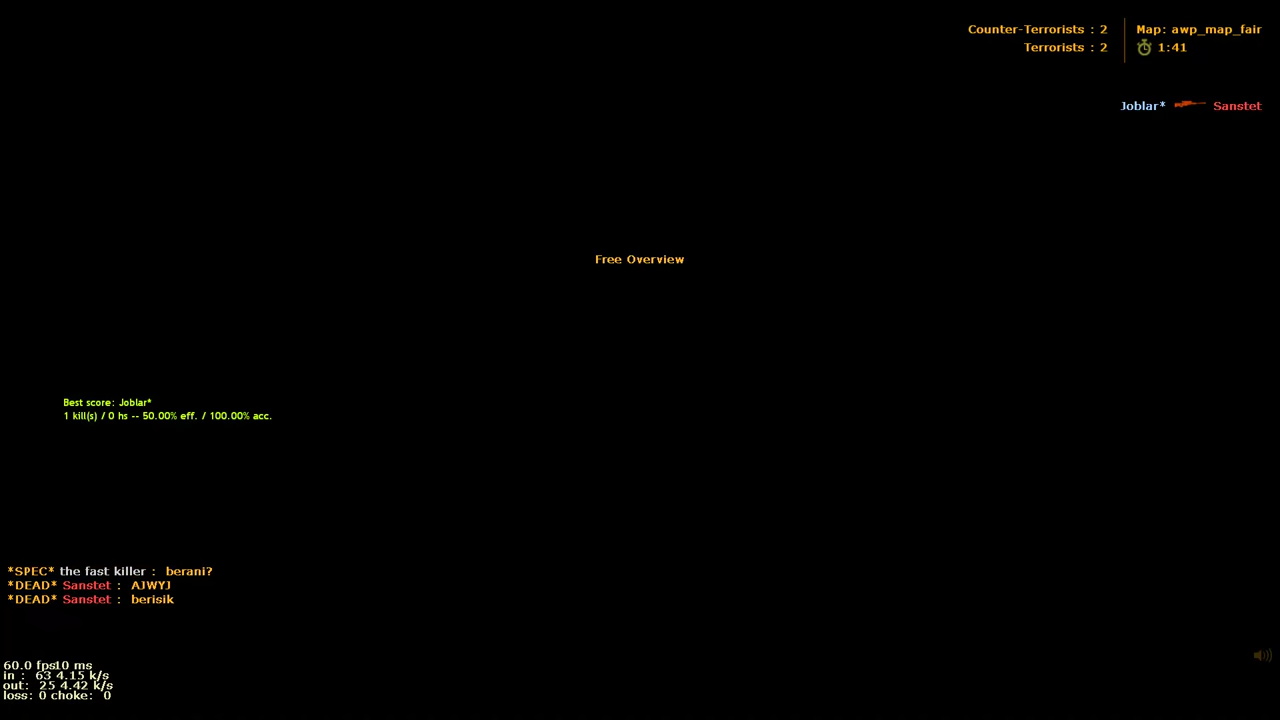 Counter-Terrorists : 2
Terrorists : 2
Map: awp_map_fair
1:41
Joblar* Sanstet
Free Overview
Best score: Joblar*
1 kill(s) / 0 hs -- 50.00% eff. / 100.00% acc.
*SPEC* the fast killer : berani?
*DEAD* Sanstet : AJWYJ
*DEAD* Sanstet : berisik
60.0 fps10 ms
in : 63 4.15 k/s
out: 25 4.42 k/s
loss: 0 choke: 0